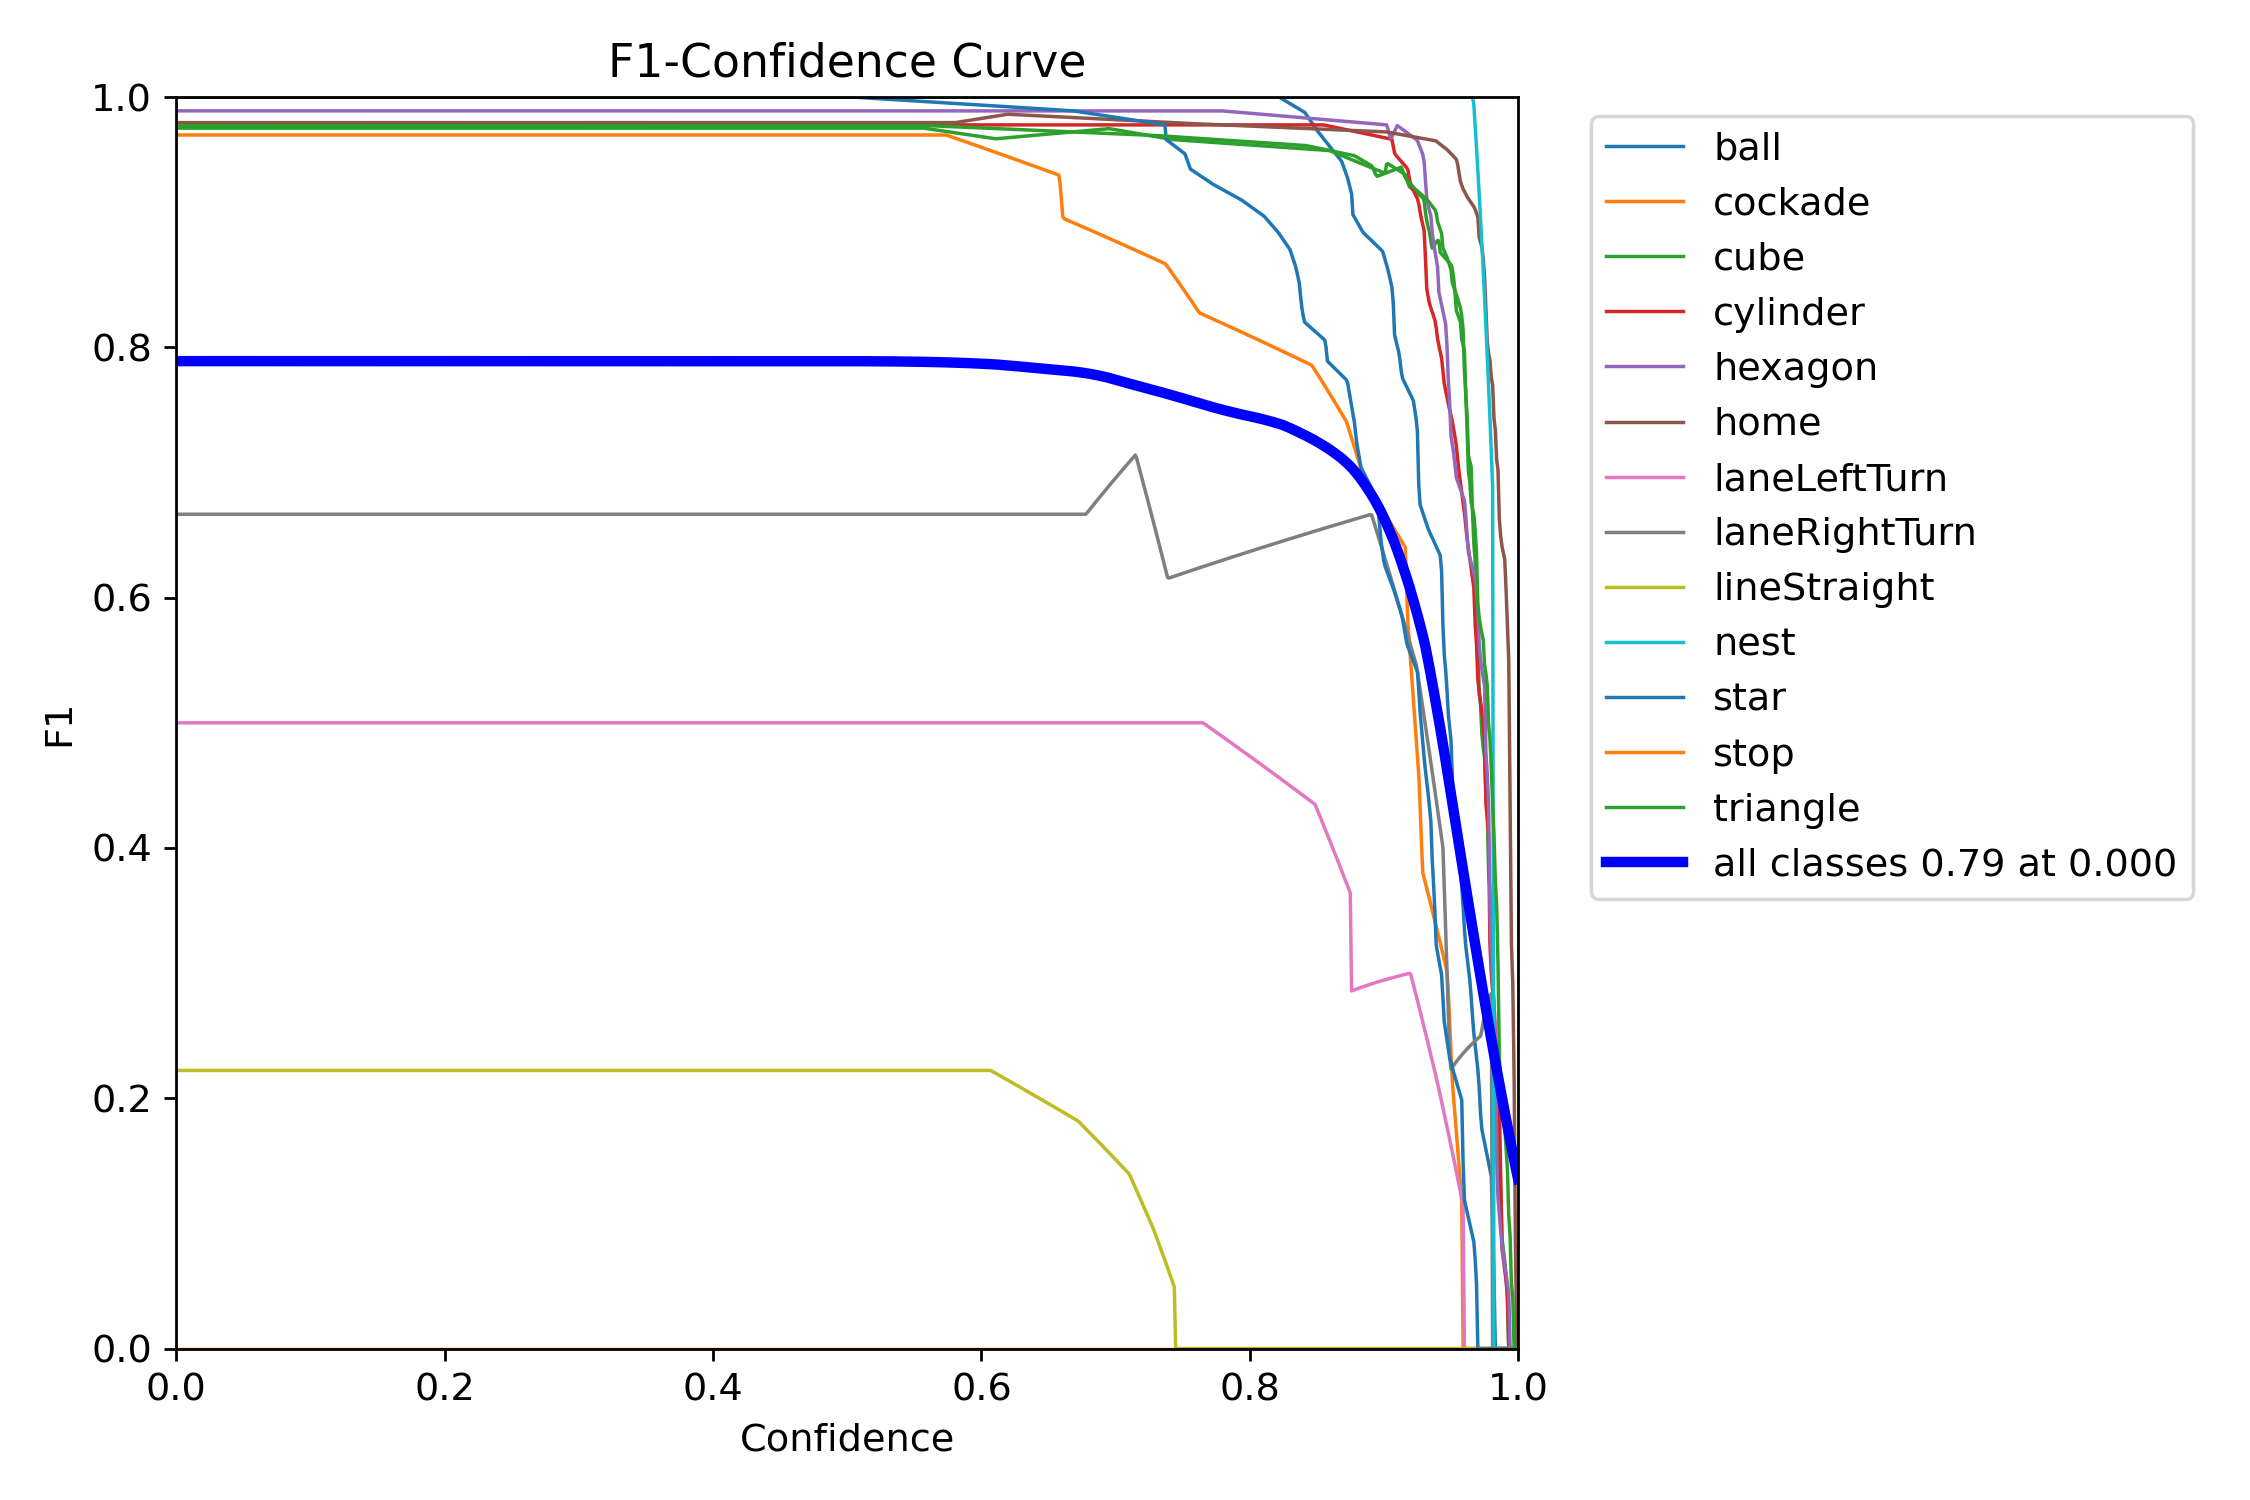 F1-Confidence Curve
1.0
0.8
0.6
0.4
0.2
0.0
F1
0.0 0.2 0.4 0.6 0.8 1.0
Confidence
ball
cockade
cube
cylinder
hexagon
home
laneLeftTurn
laneRightTurn
lineStraight
nest
star
stop
triangle
all classes 0.79 at 0.000